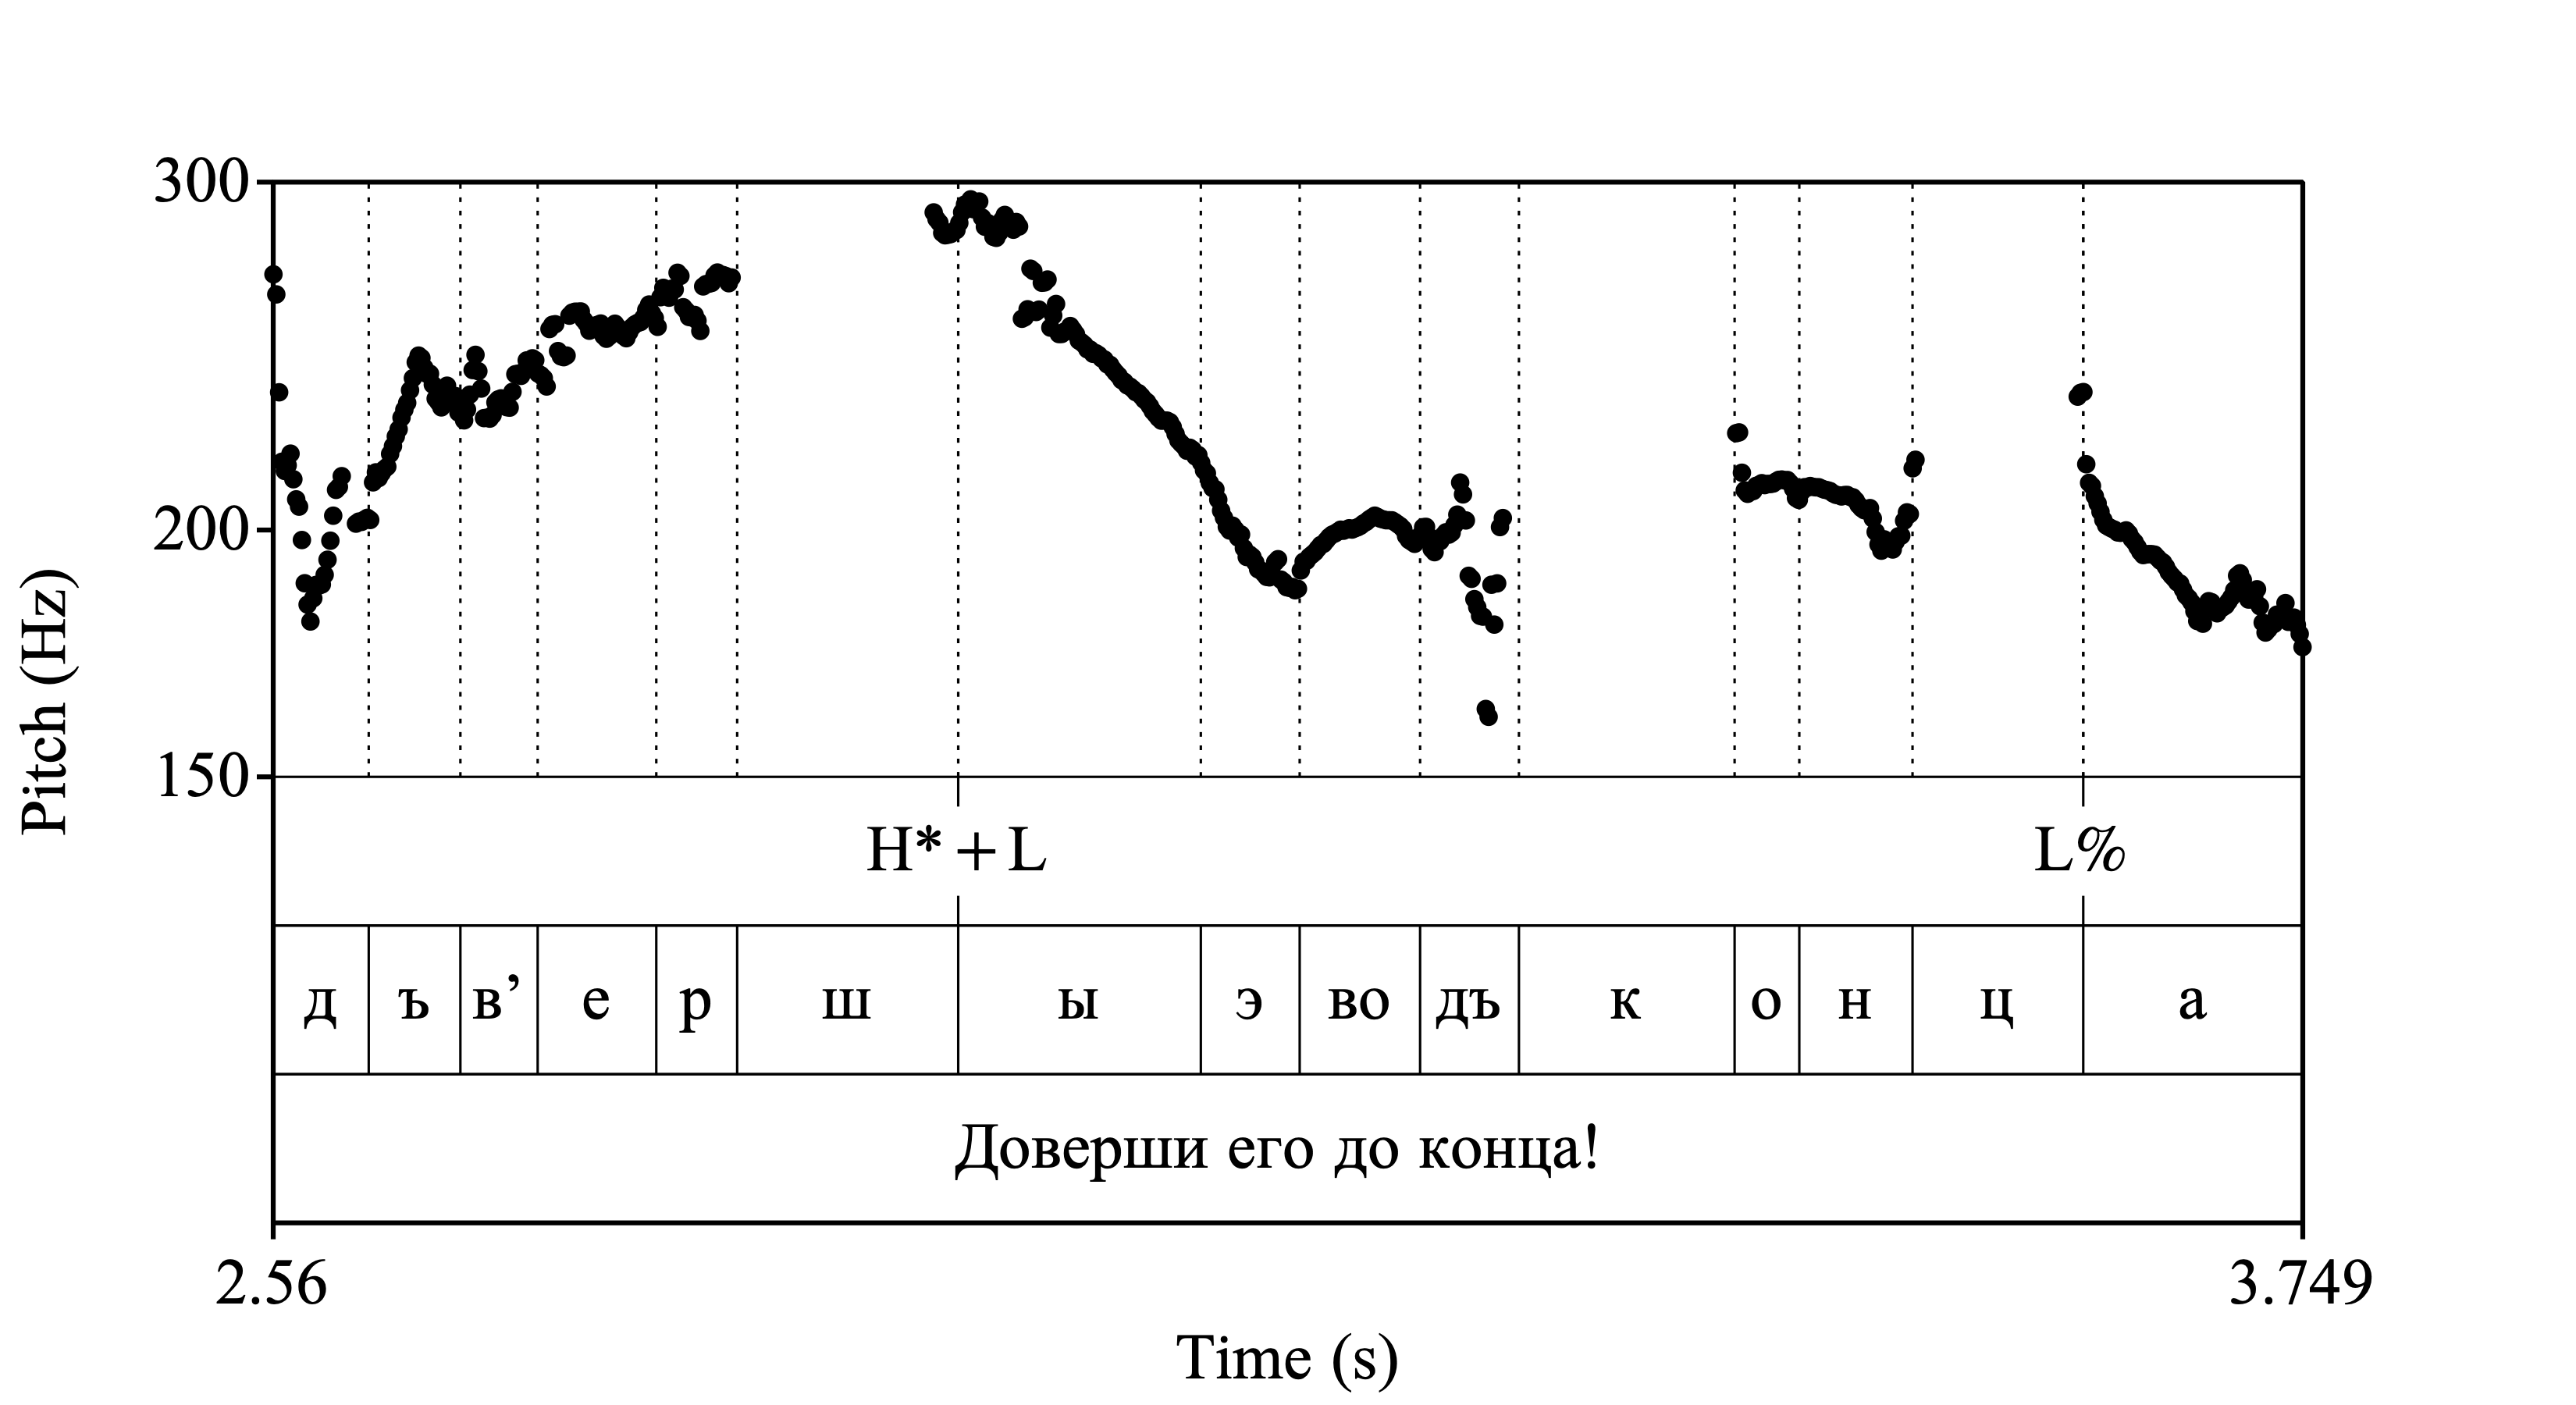 300
200
150
Pitch (Hz)
H*+L L%
д ъ в’ е р ш ы э во дъ к о н ц а
Доверши его до конца!
2.56 3.749
Time (s)